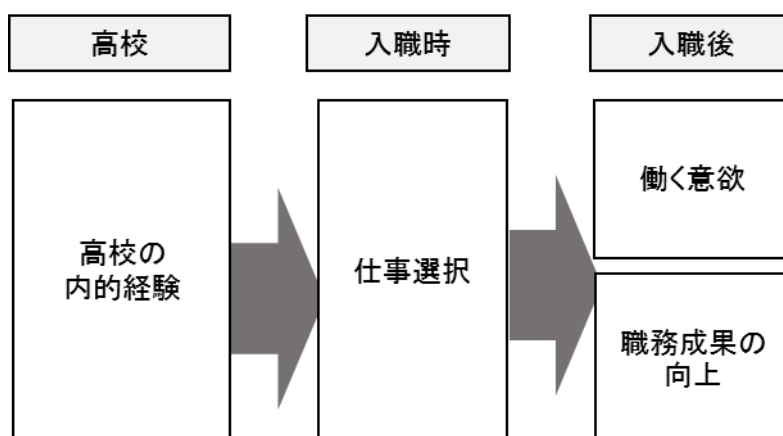 高校
入職時
入職後
高校の
内的経験
仕事選択
働く意欲
職務成果の
向上